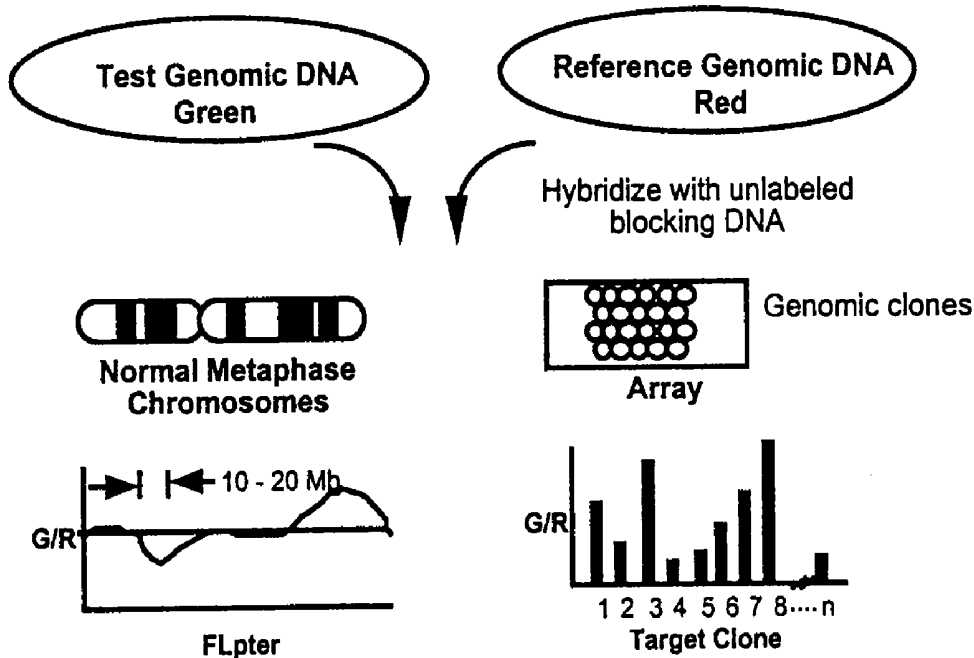 Test Genomic DNA
Green
Reference Genomic DNA
Red
Hybridize with unlabeled
blocking DNA
Normal Metaphase
Chromosomes
Genomic clones
Array
10 - 20 Mb
G/R
FLpter
G/R
1 2 3 4 5 6 7 8....n
Target Clone